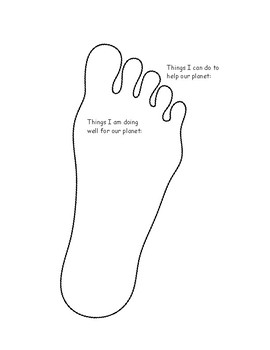 Things I can do to
help our planet:
Things I am doing
well for our planet: